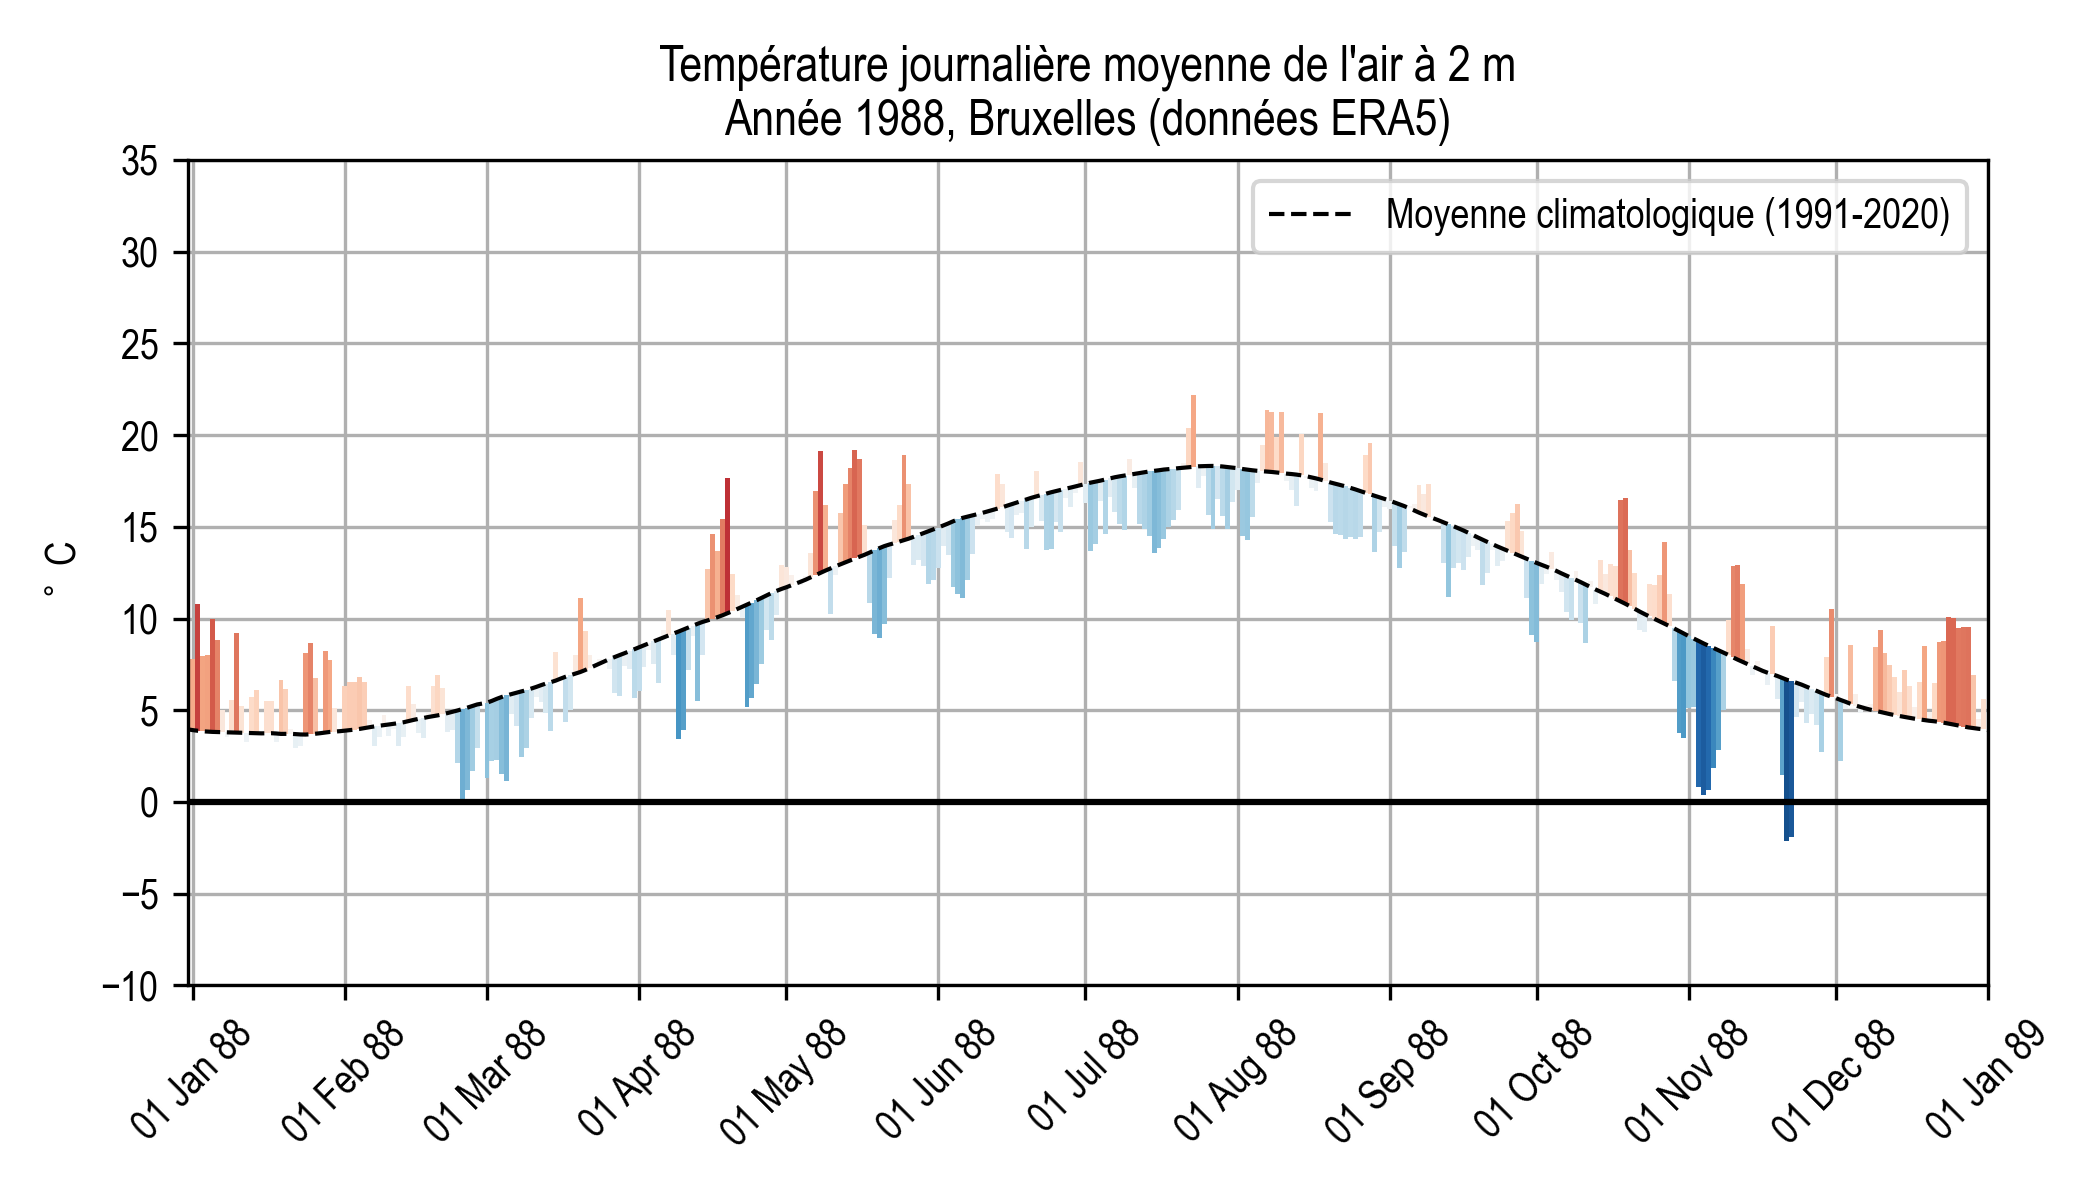 Température journalière moyenne de l'air à 2 m
Année 1988, Bruxelles (données ERA5)
Moyenne climatologique (1991-2020)
° C
35
30
25
20
15
10
5
0
−5
−10
01 Jan 88
01 Feb 88
01 Mar 88
01 Apr 88
01 May 88
01 Jun 88
01 Jul 88
01 Aug 88
01 Sep 88
01 Oct 88
01 Nov 88
01 Dec 88
01 Jan 89